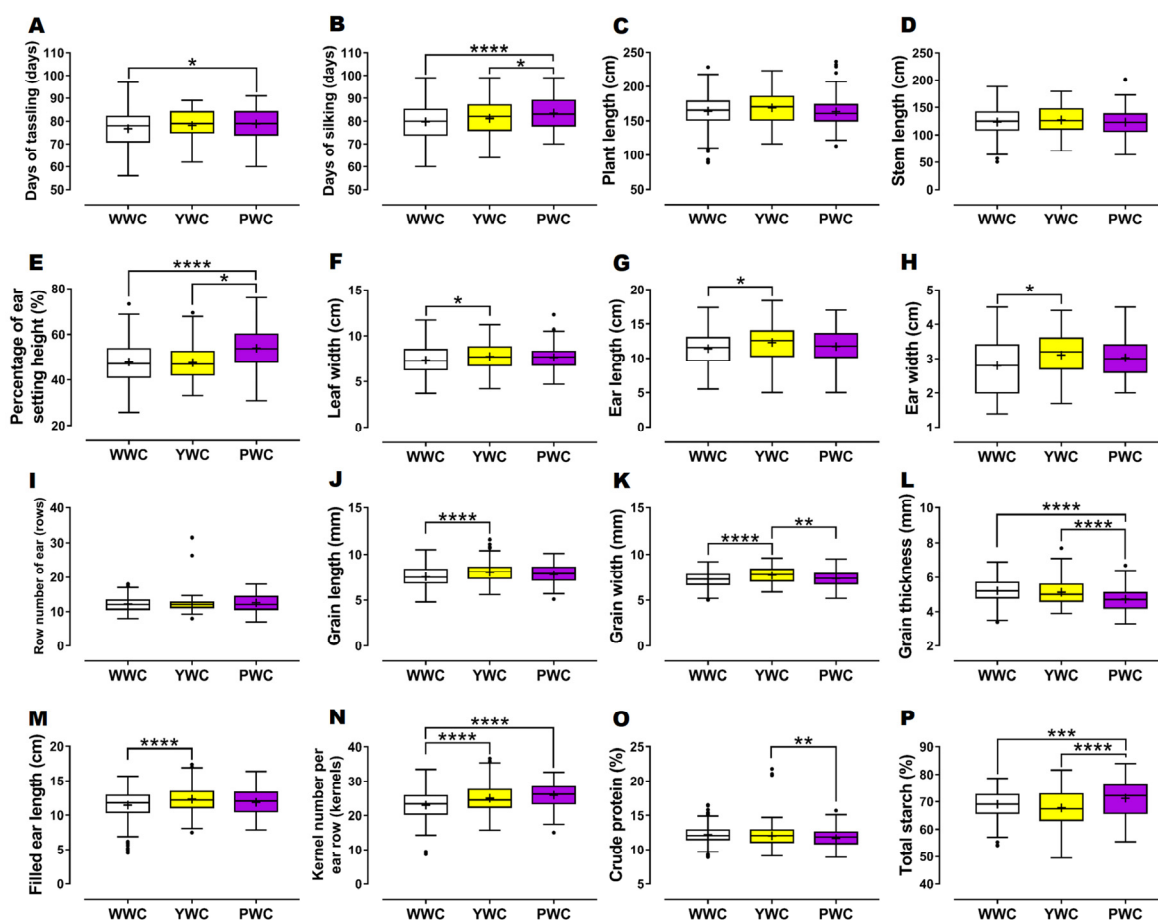 A
Days of tassling (days)
110
100
90
80
70
60
50
*
WWC YWC PWC
B
Days of silking (days)
110
100
90
80
70
60
50
****
*
WWC YWC PWC
C
Plant length (cm)
250
200
150
100
50
WWC YWC PWC
D
Stem length (cm)
250
200
150
100
50
0
WWC YWC PWC
E
Percentage of ear
setting height (%)
80
60
40
20
****
*
WWC YWC PWC
F
Leaf width (cm)
15
10
5
0
*
WWC YWC PWC
G
Ear length (cm)
20
15
10
5
0
*
WWC YWC PWC
H
Ear width (cm)
5
4
3
2
1
*
WWC YWC PWC
I
Row number of ear (rows)
40
30
20
10
0
WWC YWC PWC
J
Grain length (mm)
15
10
5
0
****
WWC YWC PWC
K
Grain width (mm)
15
10
5
0
****
**
WWC YWC PWC
L
Grain thickness (mm)
10
8
6
4
2
****
****
WWC YWC PWC
M
Filled ear length (cm)
20
15
10
5
0
****
WWC YWC PWC
N
Kernel number per
ear row (kernels)
40
30
20
10
0
****
****
WWC YWC PWC
O
Crude protein (%)
25
20
15
10
5
**
WWC YWC PWC
P
Total starch (%)
90
80
70
60
50
40
***
****
WWC YWC PWC